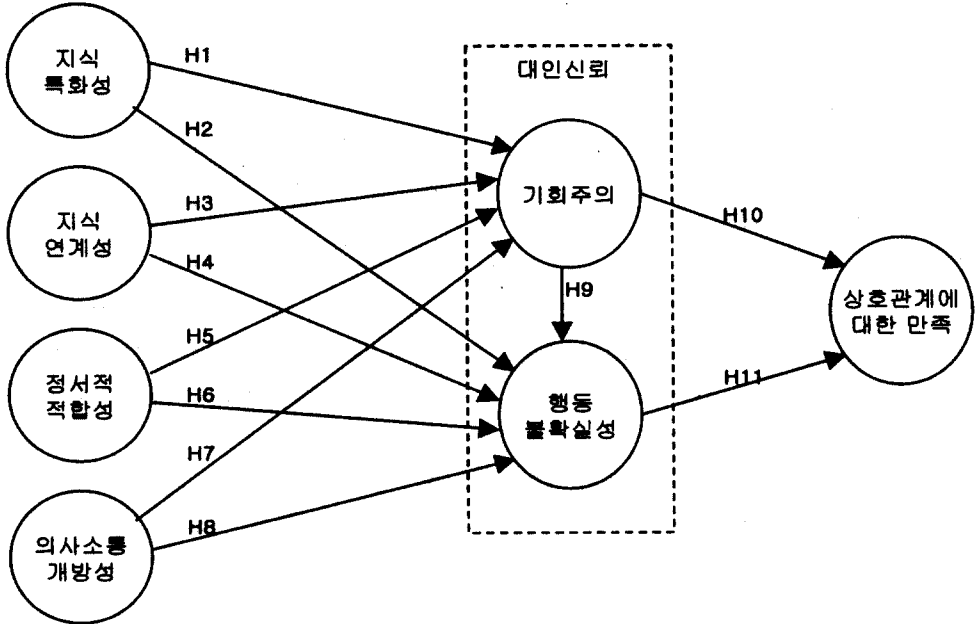 지식
특화성
H1
H2
지식
연계성
H3
H4
정서적
적합성
H5
H6
의사소통
개방성
H7
H8
대인신뢰
기회주의
H9
행동
불확실성
H10
H11
상호관계에
대한 만족